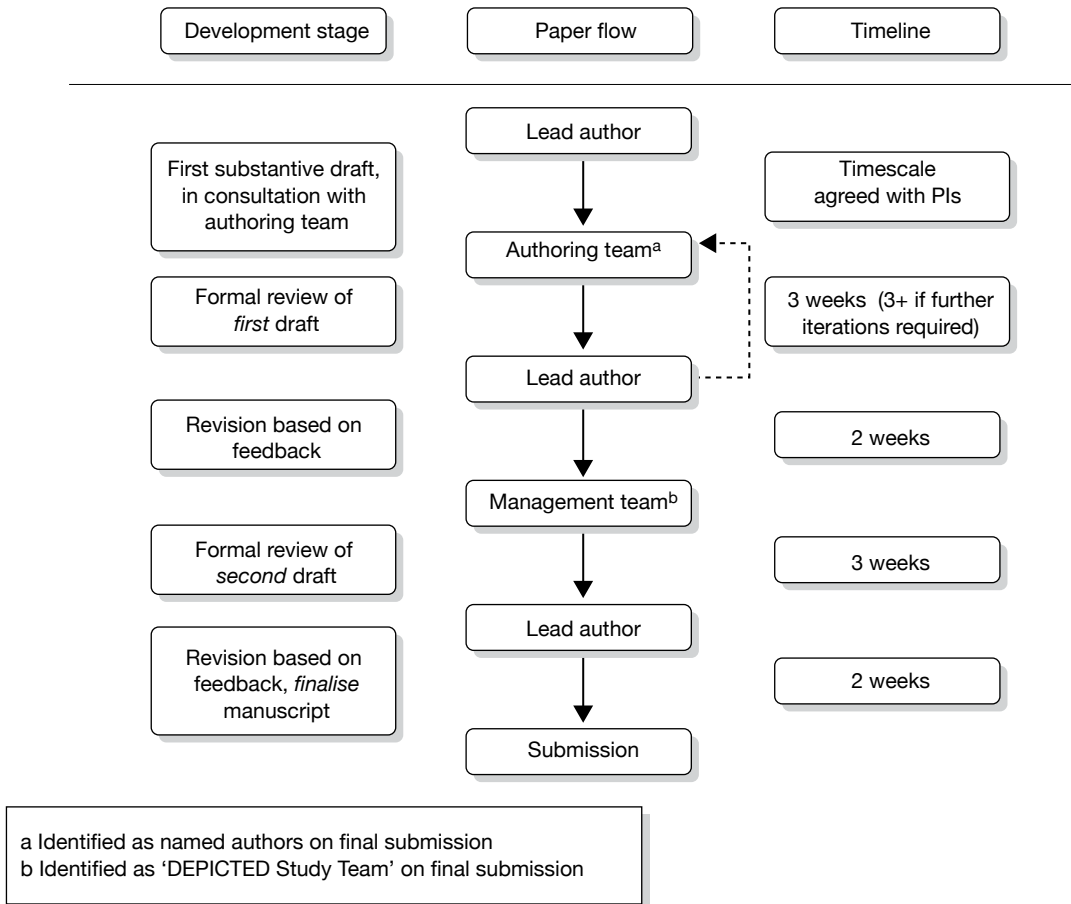 Development stage
Paper flow
Timeline
Lead author
First substantive draft,
in consultation with
authoring team
Timescale
agreed with PIs
Authoring teamᵃ
Formal review of
first draft
3 weeks (3+ if further
iterations required)
Lead author
Revision based on
feedback
2 weeks
Management teamᵇ
Formal review of
second draft
3 weeks
Lead author
Revision based on
feedback, finalise
manuscript
2 weeks
Submission
a Identified as named authors on final submission
b Identified as ‘DEPICTED Study Team’ on final submission